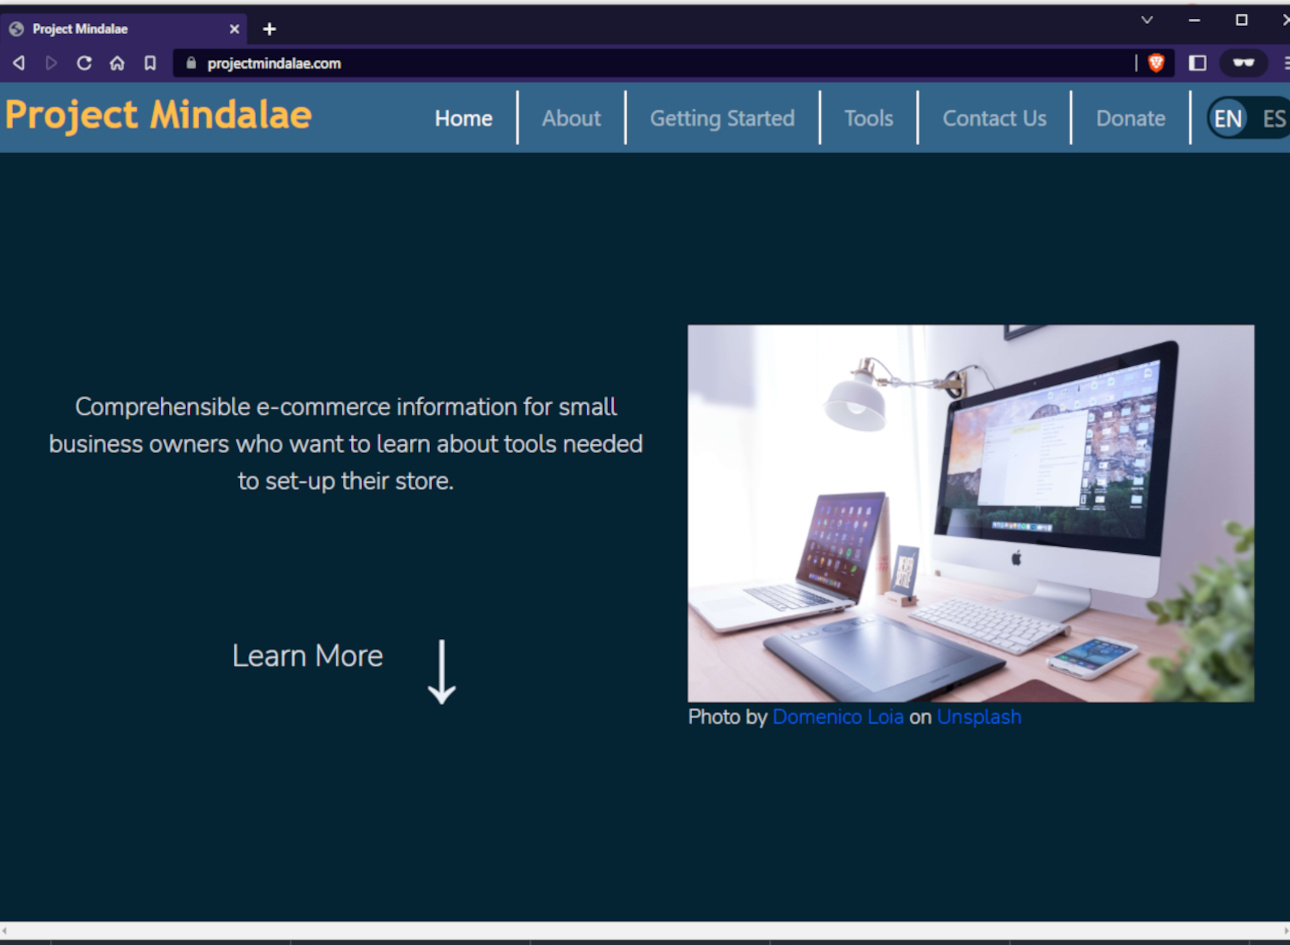 Project Mindalae
projectmindalae.com
Project Mindalae
Home
About
Getting Started
Tools
Contact Us
Donate
EN
ES
Comprehensible e-commerce information for small
business owners who want to learn about tools needed
to set-up their store.
Learn More
Photo by Domenico Loia on Unsplash